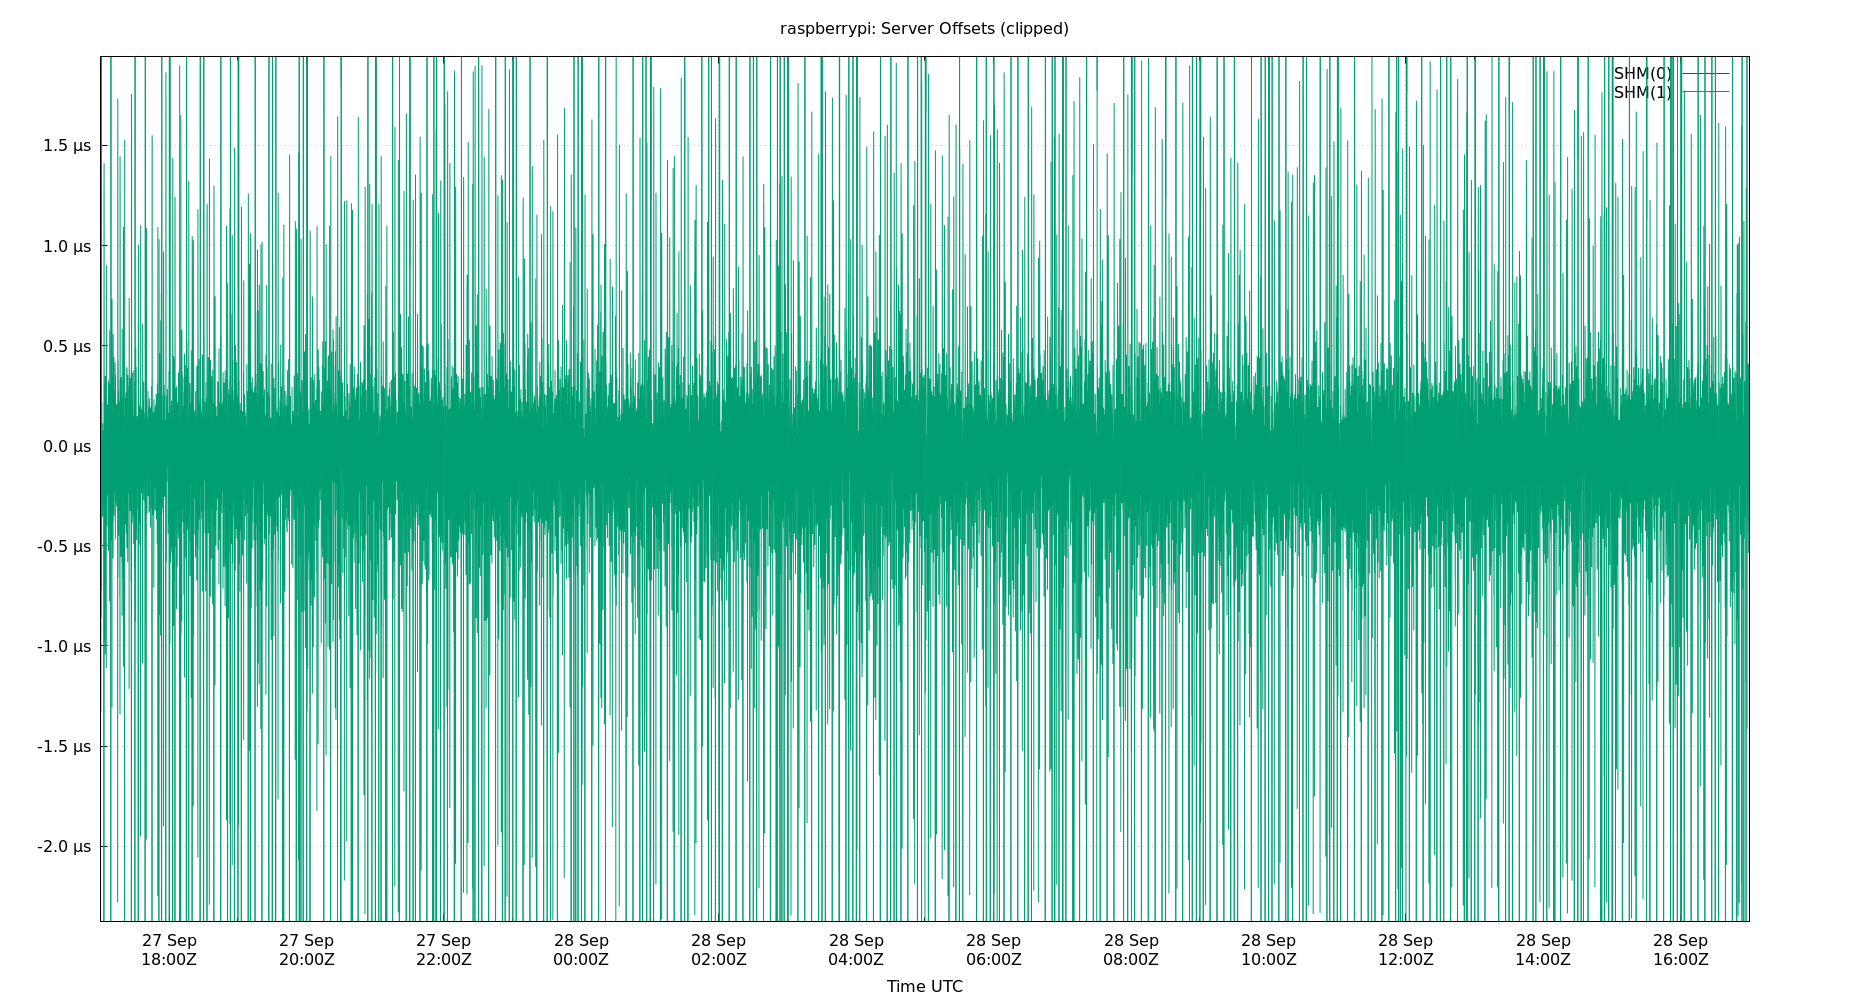 raspberrypi: Server Offsets (clipped)
SHM(0)
SHM(1)
1.5 µs
1.0 µs
0.5 µs
0.0 µs
-0.5 µs
-1.0 µs
-1.5 µs
-2.0 µs
27 Sep 27 Sep 27 Sep 28 Sep 28 Sep 28 Sep 28 Sep 28 Sep 28 Sep 28 Sep 28 Sep 28 Sep
18:00Z 20:00Z 22:00Z 00:00Z 02:00Z 04:00Z 06:00Z 08:00Z 10:00Z 12:00Z 14:00Z 16:00Z
Time UTC